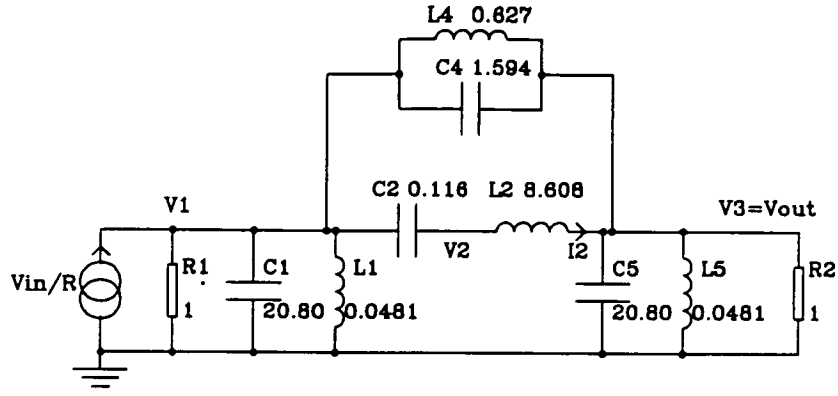 L4 0.627
C4 1.594
C2 0.116 L2 8.608
V1
V2
I2
V3=Vout
Vin/R
R1
1
C1
20.80
L1
0.0481
C5
20.80
L5
0.0481
R2
1